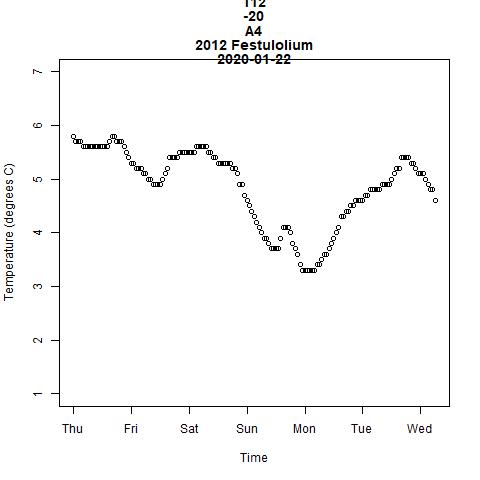 T12
-20
A4
2012 Festulolium
2020-01-22
7
6
5
4
3
2
1
Temperature (degrees C)
Thu Fri Sat Sun Mon Tue Wed
Time